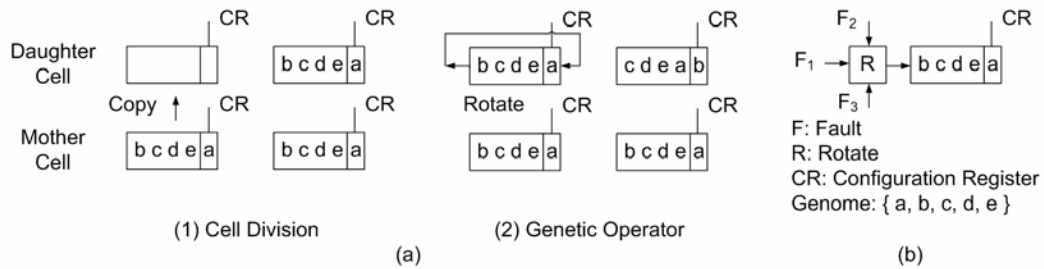 CR CR CR CR F2 CR
Daughter Cell
b c d e a
b c d e a
c d e a b
F1 R b c d e a
Copy CR CR Rotate CR CR F3
Mother Cell
b c d e a
b c d e a
b c d e a
b c d e a
F: Fault
R: Rotate
CR: Configuration Register
Genome: { a, b, c, d, e }
(1) Cell Division
(2) Genetic Operator
(a)
(b)